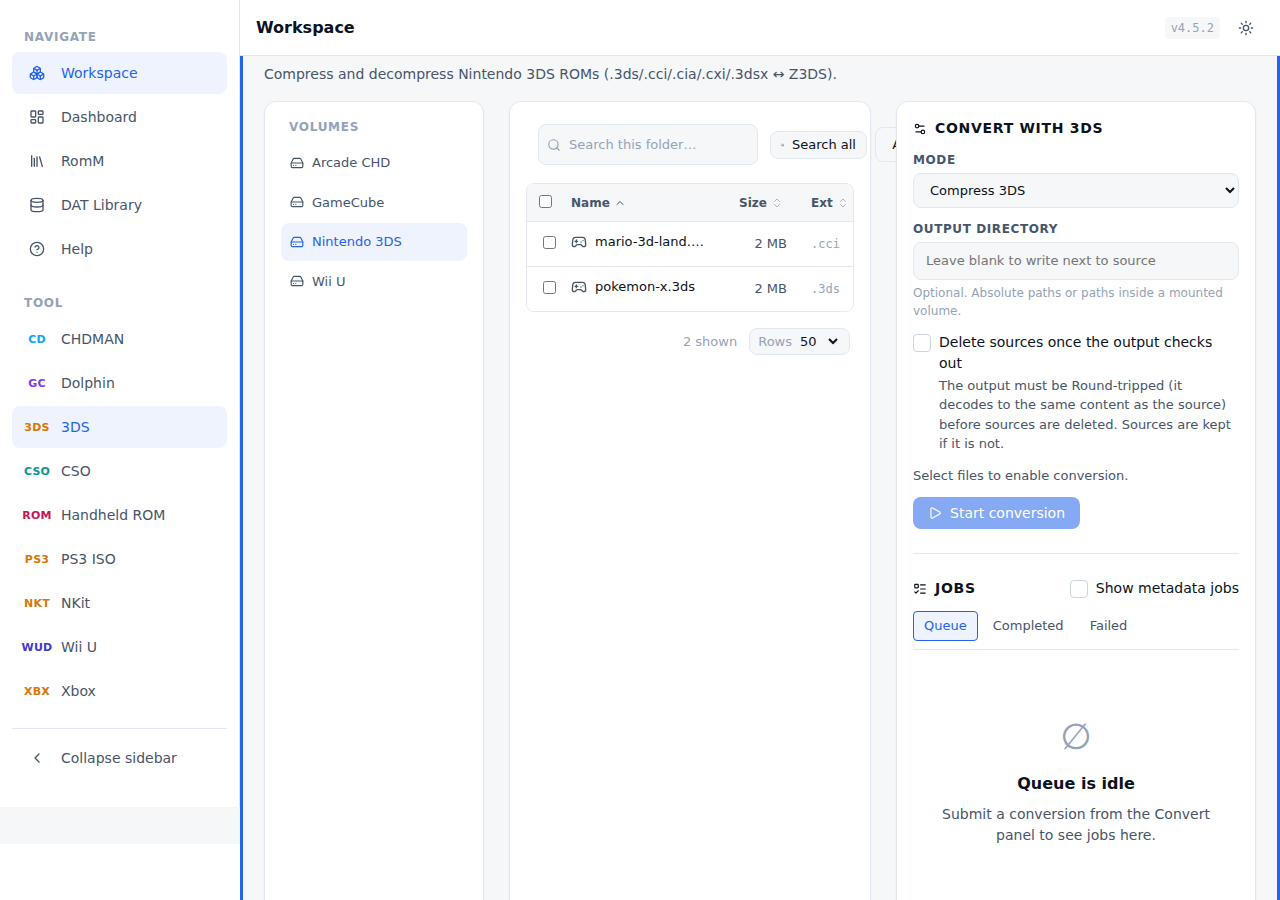 NAVIGATE
Workspace
Dashboard
RomM
DAT Library
Help
TOOL
CD CHDMAN
GC Dolphin
3DS 3DS
CSO CSO
ROM Handheld ROM
PS3 PS3 ISO
NKT NKit
WUD Wii U
XBX Xbox
Collapse sidebar
Workspace
v4.5.2
Compress and decompress Nintendo 3DS ROMs (.3ds/.cci/.cia/.cxi/.3dsx ↔ Z3DS).
VOLUMES
Arcade CHD
GameCube
Nintendo 3DS
Wii U
Search this folder…
Search all
Name Size Ext
mario-3d-land.… 2 MB .cci
pokemon-x.3ds 2 MB .3ds
2 shown Rows 50
CONVERT WITH 3DS
MODE
Compress 3DS
OUTPUT DIRECTORY
Leave blank to write next to source
Optional. Absolute paths or paths inside a mounted
volume.
Delete sources once the output checks
out
The output must be Round-tripped (it
decodes to the same content as the source)
before sources are deleted. Sources are kept
if it is not.
Select files to enable conversion.
Start conversion
JOBS
Show metadata jobs
Queue Completed Failed
Queue is idle
Submit a conversion from the Convert
panel to see jobs here.